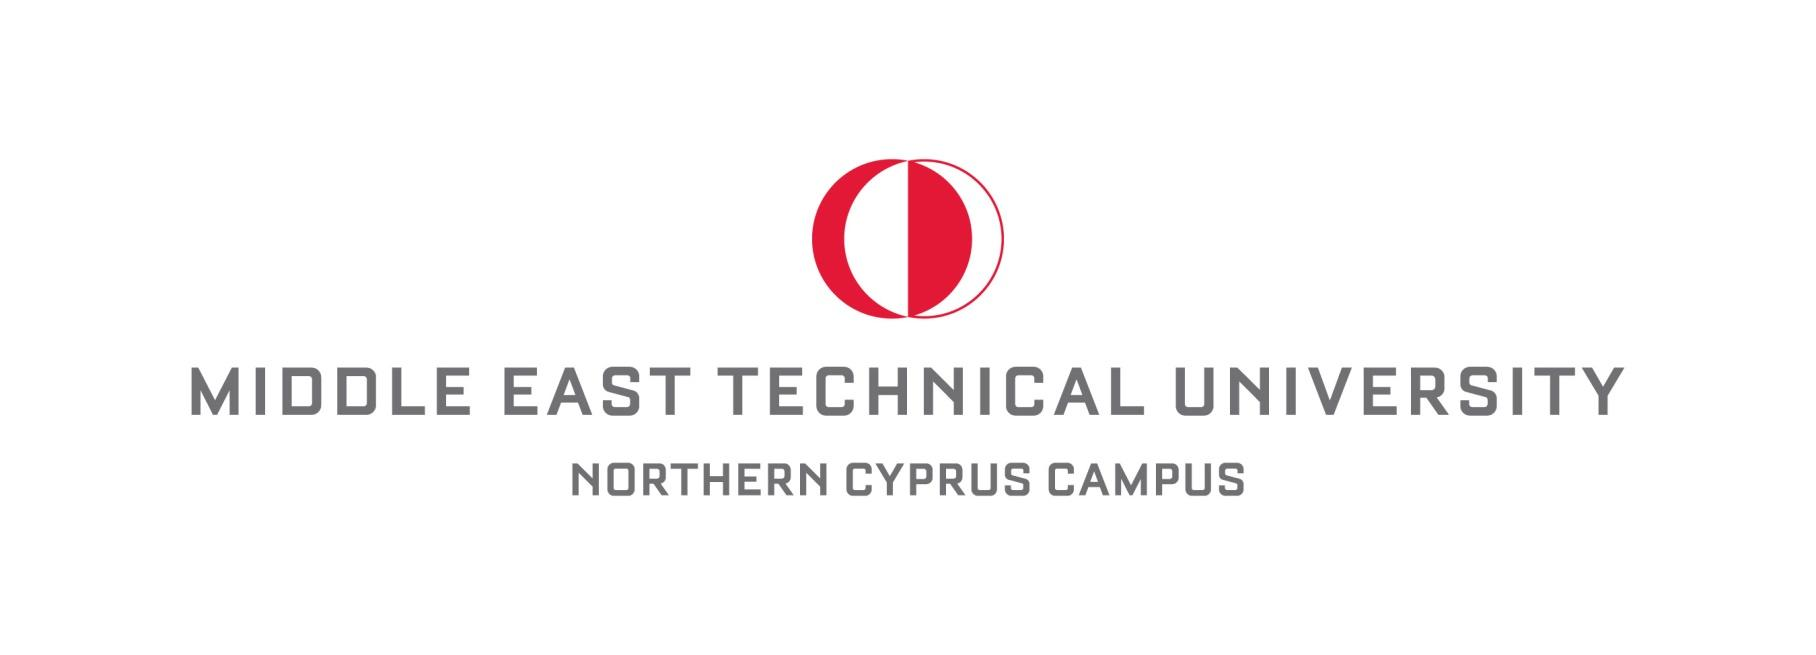 MIDDLE EAST TECHNICAL UNIVERSITY
NORTHERN CYPRUS CAMPUS